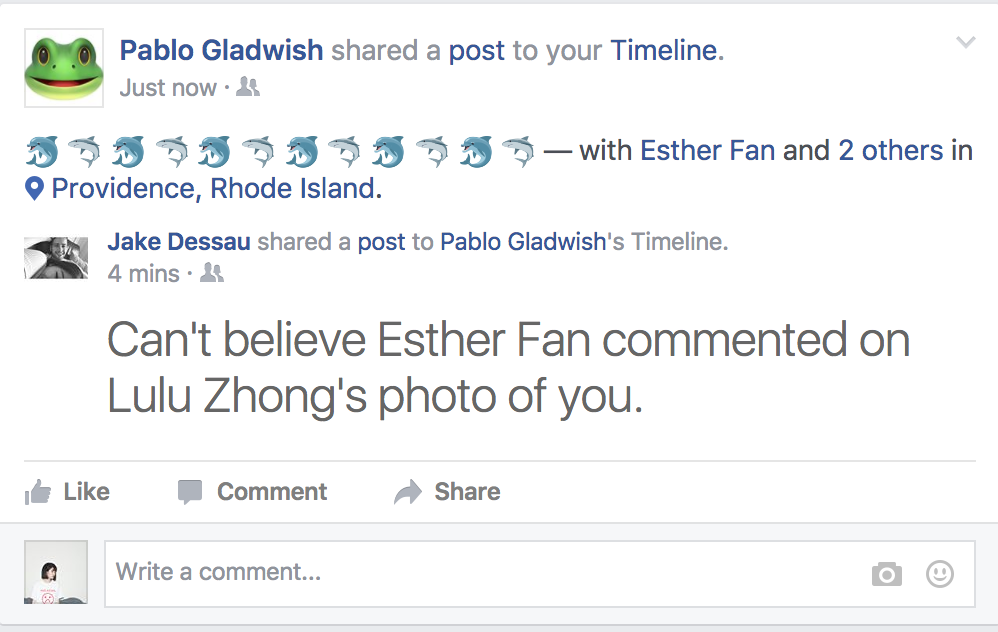 Pablo Gladwish shared a post to your Timeline.
Just now ·
🐬🦈🐬🦈🐬🦈🐬🦈🐬🦈🐬🦈 — with Esther Fan and 2 others in
Providence, Rhode Island.
Jake Dessau shared a post to Pablo Gladwish's Timeline.
4 mins ·
Can't believe Esther Fan commented on
Lulu Zhong's photo of you.
Like Comment Share
Write a comment...